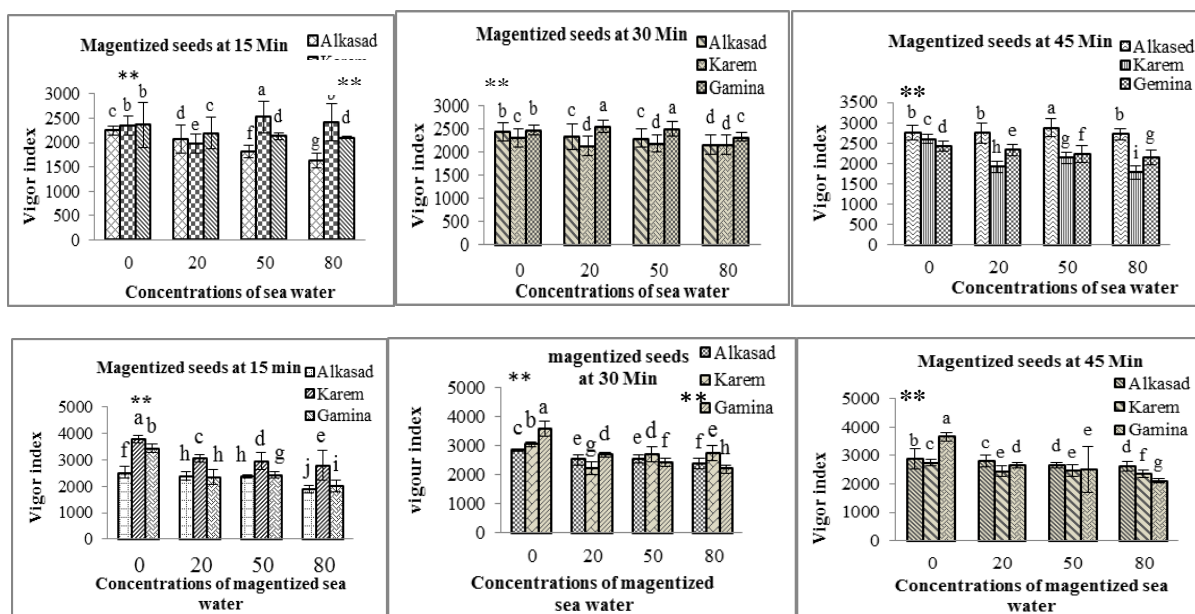 Magentized seeds at 15 Min
Alkasad
**
**
c b b d e c f a d g d
3000
2500
2000
1500
1000
500
0
Vigor index
0 20 50 80
Concentrations of sea water
Magentized seeds at 30 Min
Alkasad
Karem
Gamina
**
b c b c d a c d a d d c
3000
2500
2000
1500
1000
500
0
Vigor index
0 20 50 80
Concentrations of sea water
Magentized seeds at 45 Min
Alkased
Karem
Gemina
**
b c d b h e a g f b i g
3500
3000
2500
2000
1500
1000
500
0
Vigor index
0 20 50 80
Concentrations of sea water
Magentized seeds at 15 min
Alkasad
Karem
Gamina
**
f a b h c h h d g j e i
5000
4000
3000
2000
1000
0
Vigor index
0 20 50 80
Concentrations of magentized sea
water
magentized seeds
at 30 Min
Alkasad
Karem
Gamina
**
**
c b a e g d e d f f e h
5000
4000
3000
2000
1000
0
vigour index
0 20 50 80
Concentrations of magentized
sea water
Magentized seeds at 45 Min
Alkasad
Karem
Gamina
**
b c a c e d d e e d f g
5000
4000
3000
2000
1000
0
Vigor index
0 20 50 80
Concentrations of magentized sea
water